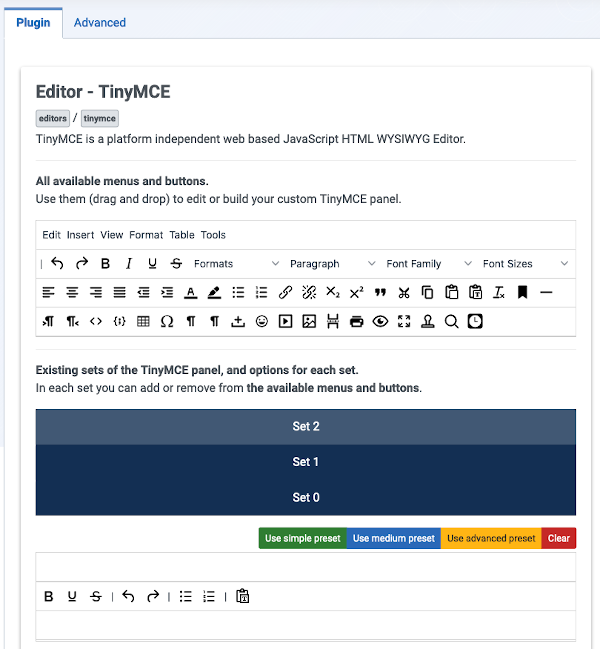 Plugin Advanced
Editor - TinyMCE
editors / tinymce
TinyMCE is a platform independent web based JavaScript HTML WYSIWYG Editor.
All available menus and buttons.
Use them (drag and drop) to edit or build your custom TinyMCE panel.
Edit Insert View Format Table Tools
B I U S Formats Paragraph Font Family Font Sizes
Existing sets of the TinyMCE panel, and options for each set.
In each set you can add or remove from the available menus and buttons.
Set 2
Set 1
Set 0
Use simple preset Use medium preset Use advanced preset Clear
B U S